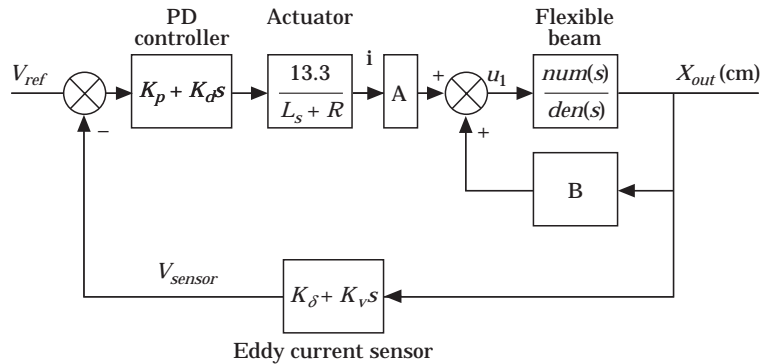 PD
controller
Actuator
Flexible
beam
V_ref
K_p + K_d s
13.3
L_s + R
i
A
+
u_1
num(s)
den(s)
X_out (cm)
−
+
B
V_sensor
K_δ + K_v s
Eddy current sensor